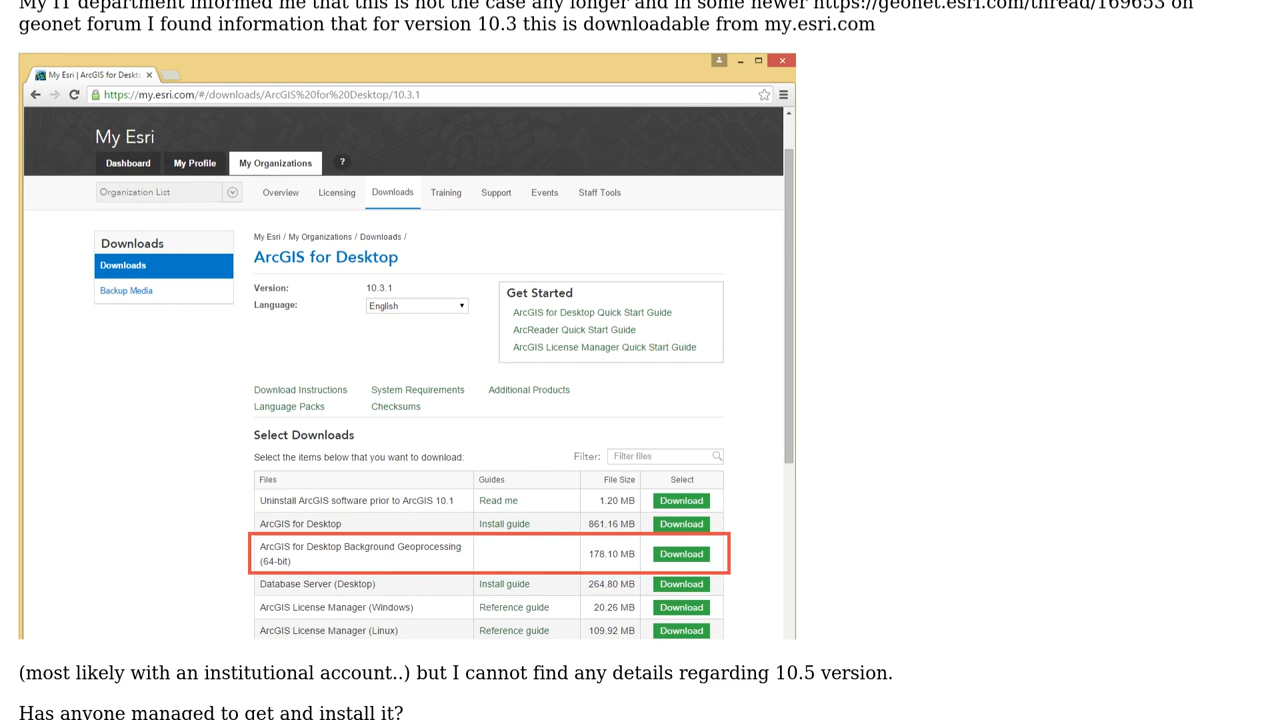 My IT department informed me that this is not the case any longer and in some newer https://geonet.esri.com/thread/169653 on
geonet forum I found information that for version 10.3 this is downloadable from my.esri.com
My Esri | ArcGIS for Deskt
https://my.esri.com/#/downloads/ArcGIS%20for%20Desktop/10.3.1
My Esri
Dashboard My Profile My Organizations ?
Organization List Overview Licensing Downloads Training Support Events Staff Tools
Downloads
Downloads
Backup Media
My Esri / My Organizations / Downloads /
ArcGIS for Desktop
Version: 10.3.1
Language: English
Get Started
ArcGIS for Desktop Quick Start Guide
ArcReader Quick Start Guide
ArcGIS License Manager Quick Start Guide
Download Instructions System Requirements Additional Products
Language Packs Checksums
Select Downloads
Select the items below that you want to download: Filter: Filter files
Files Guides File Size Select
Uninstall ArcGIS software prior to ArcGIS 10.1 Read me 1.20 MB Download
ArcGIS for Desktop Install guide 861.16 MB Download
ArcGIS for Desktop Background Geoprocessing
(64-bit) 178.10 MB Download
Database Server (Desktop) Install guide 264.80 MB Download
ArcGIS License Manager (Windows) Reference guide 20.26 MB Download
ArcGIS License Manager (Linux) Reference guide 109.92 MB Download
(most likely with an institutional account..) but I cannot find any details regarding 10.5 version.
Has anyone managed to get and install it?